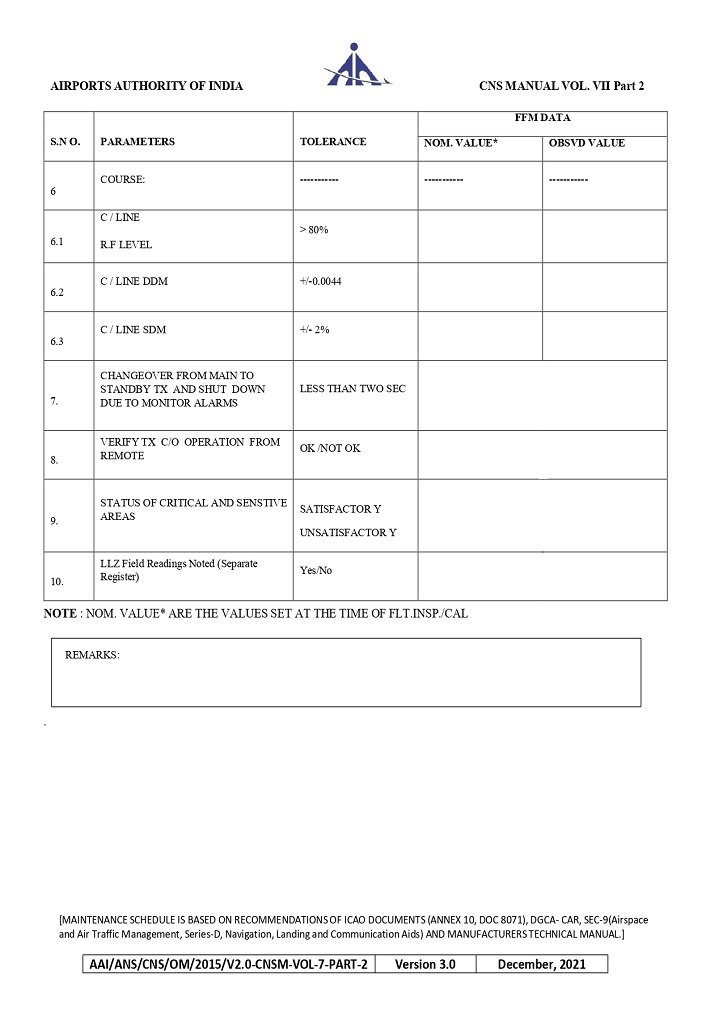 AIRPORTS AUTHORITY OF INDIA CNS MANUAL VOL. VII Part 2
FFM DATA
S.N O. PARAMETERS TOLERANCE NOM. VALUE* OBSVD VALUE
6 COURSE: ----------- ----------- -----------
6.1 C / LINE
R.F LEVEL > 80%
6.2 C / LINE DDM +/-0.0044
6.3 C / LINE SDM +/- 2%
7. CHANGEOVER FROM MAIN TO
STANDBY TX AND SHUT DOWN
DUE TO MONITOR ALARMS LESS THAN TWO SEC
8. VERIFY TX C/O OPERATION FROM
REMOTE OK /NOT OK
9. STATUS OF CRITICAL AND SENSTIVE
AREAS SATISFACTOR Y
UNSATISFACTOR Y
10. LLZ Field Readings Noted (Separate
Register) Yes/No
NOTE : NOM. VALUE* ARE THE VALUES SET AT THE TIME OF FLT.INSP./CAL
REMARKS:
.
[MAINTENANCE SCHEDULE IS BASED ON RECOMMENDATIONS OF ICAO DOCUMENTS (ANNEX 10, DOC 8071), DGCA- CAR, SEC-9(Airspace
and Air Traffic Management, Series-D, Navigation, Landing and Communication Aids) AND MANUFACTURERS TECHNICAL MANUAL.]
AAI/ANS/CNS/OM/2015/V2.0-CNSM-VOL-7-PART-2 Version 3.0 December, 2021